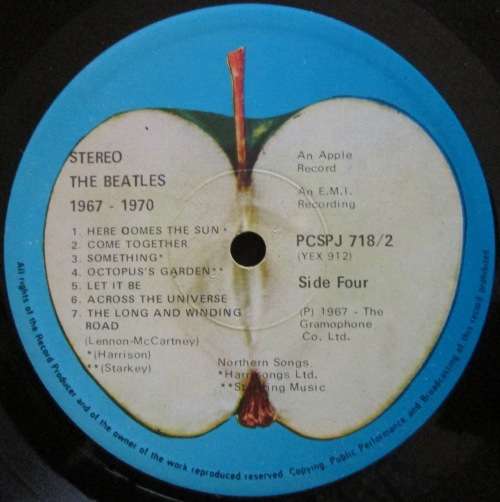 STEREO
THE BEATLES
1967 - 1970
1. HERE OOMES THE SUN*
2. COME TOGETHER
3. SOMETHING*
4. OCTOPUS'S GARDEN**
5. LET IT BE
6. ACROSS THE UNIVERSE
7. THE LONG AND WINDING
ROAD
(Lennon-McCartney)
*(Harrison)
**(Starkey)
An Apple
Record
An E.M.I.
Recording
PCSPJ 718/2
(YEX 912)
Side Four
(P) 1967 - The
Gramophone
Co. Ltd.
Northern Songs
*Harrisongs Ltd.
**Startling Music
All rights of the Record Producer and of the owner of the work reproduced reserved. Copying, Public Performance and Broadcasting of this record prohibited